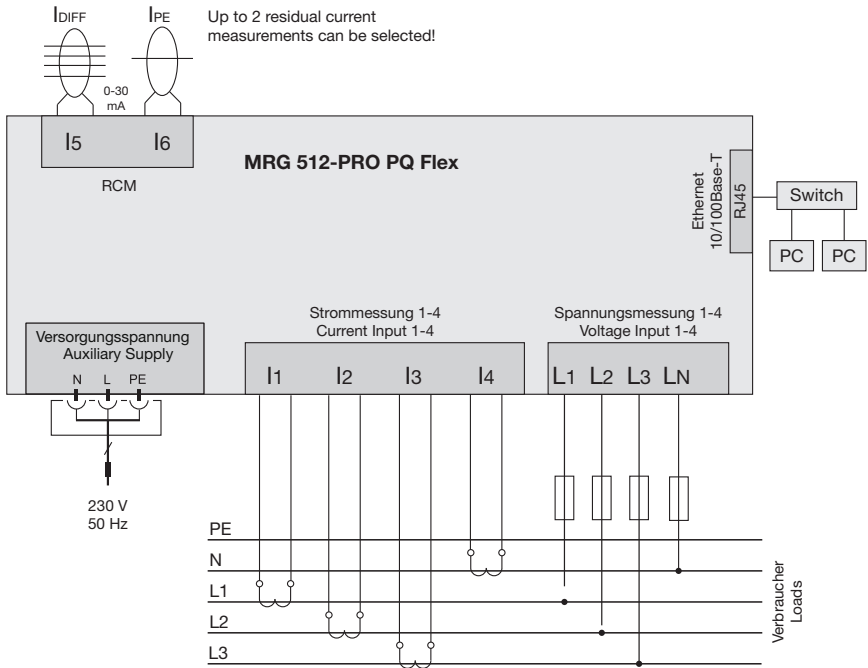 IDIFF
IPE
Up to 2 residual current
measurements can be selected!
0-30
mA
I5
I6
RCM
MRG 512-PRO PQ Flex
Ethernet
10/100Base-T
RJ45
Switch
PC
PC
Versorgungsspannung
Auxiliary Supply
N
L
PE
Strommessung 1-4
Current Input 1-4
I1
I2
I3
I4
Spannungsmessung 1-4
Voltage Input 1-4
L1
L2
L3
LN
230 V
50 Hz
PE
N
L1
L2
L3
Verbraucher
Loads